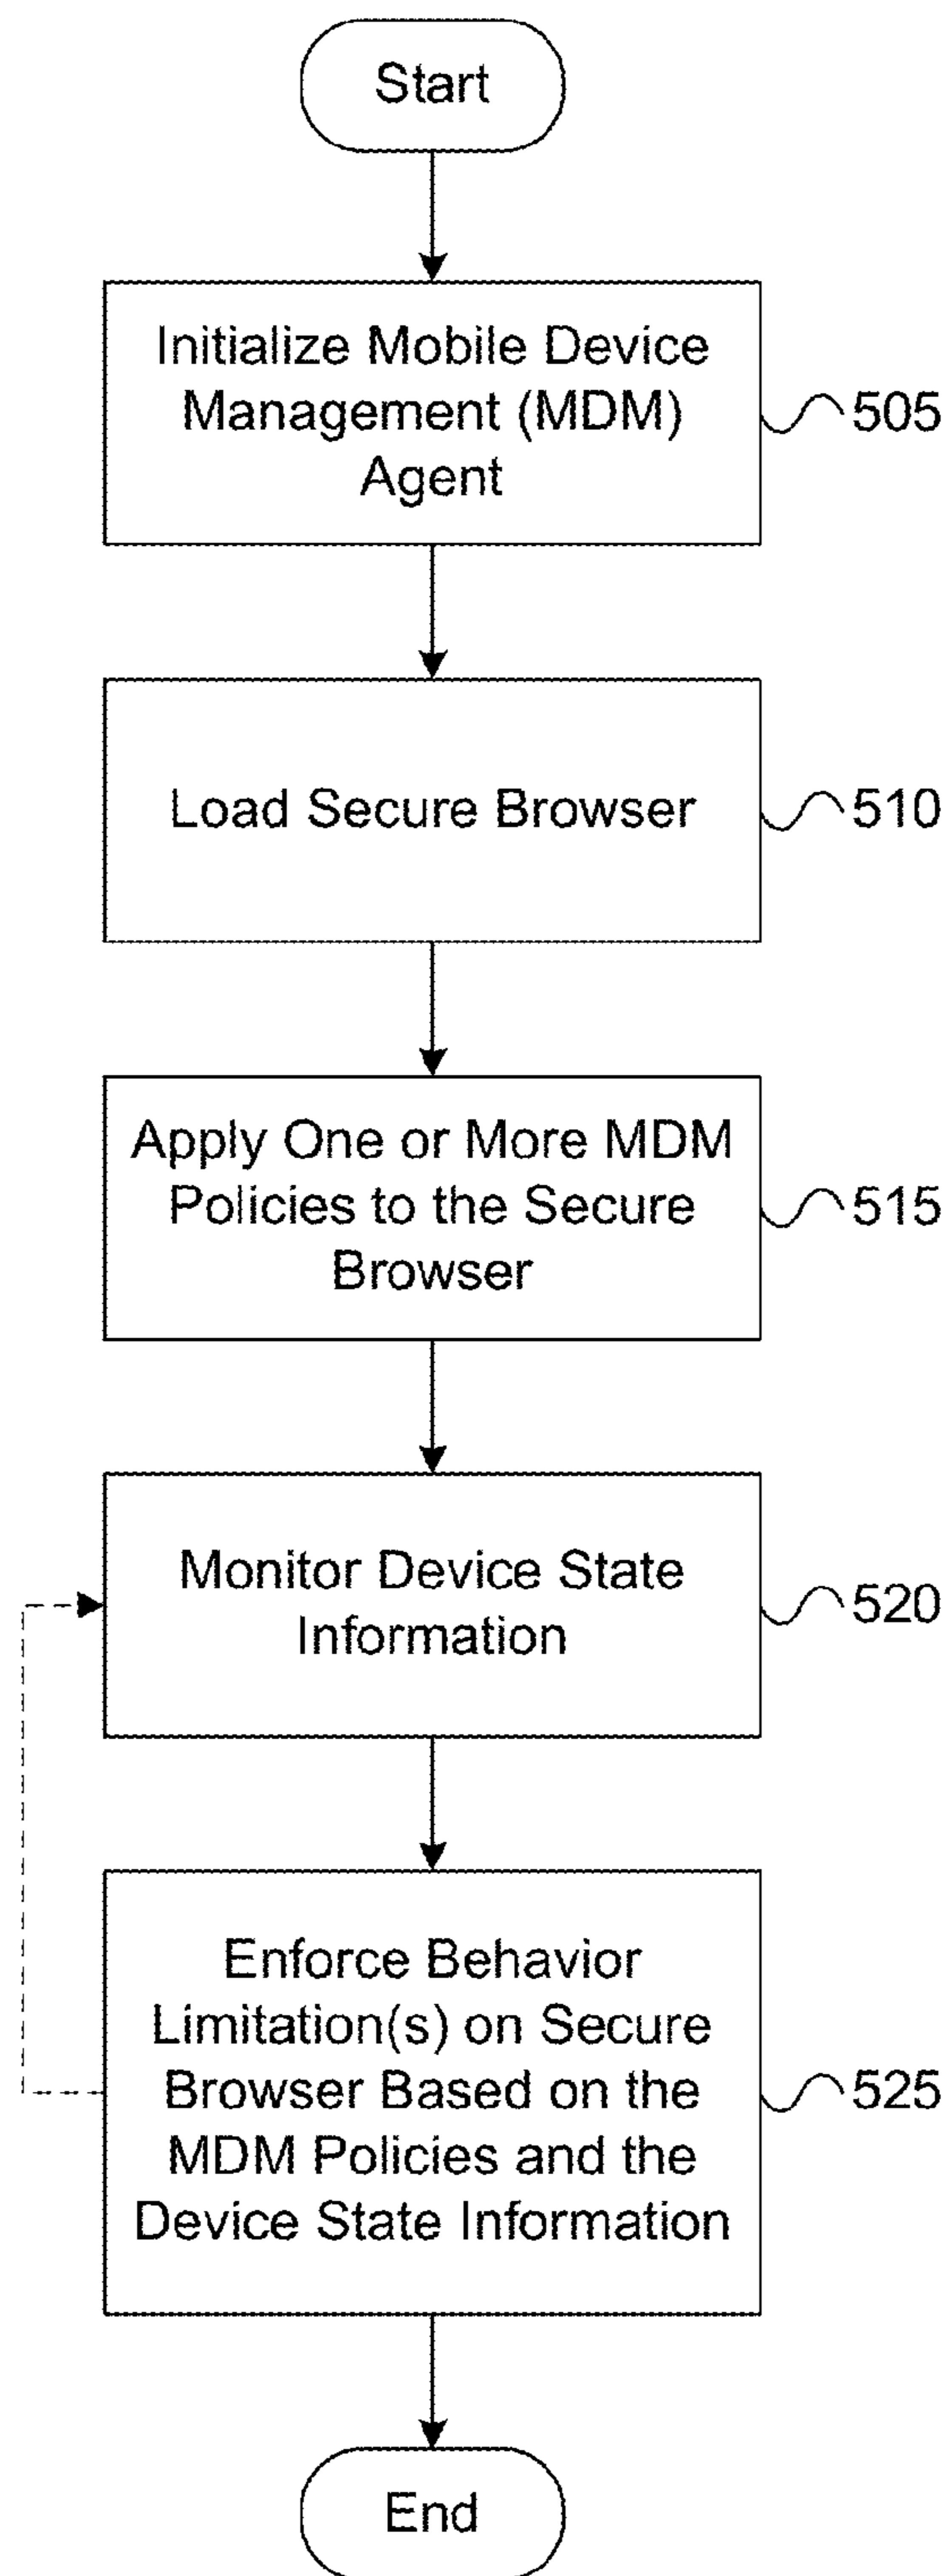 Start
Initialize Mobile Device
Management (MDM)
Agent
505
Load Secure Browser
510
Apply One or More MDM
Policies to the Secure
Browser
515
Monitor Device State
Information
520
Enforce Behavior
Limitation(s) on Secure
Browser Based on the
MDM Policies and the
Device State Information
525
End